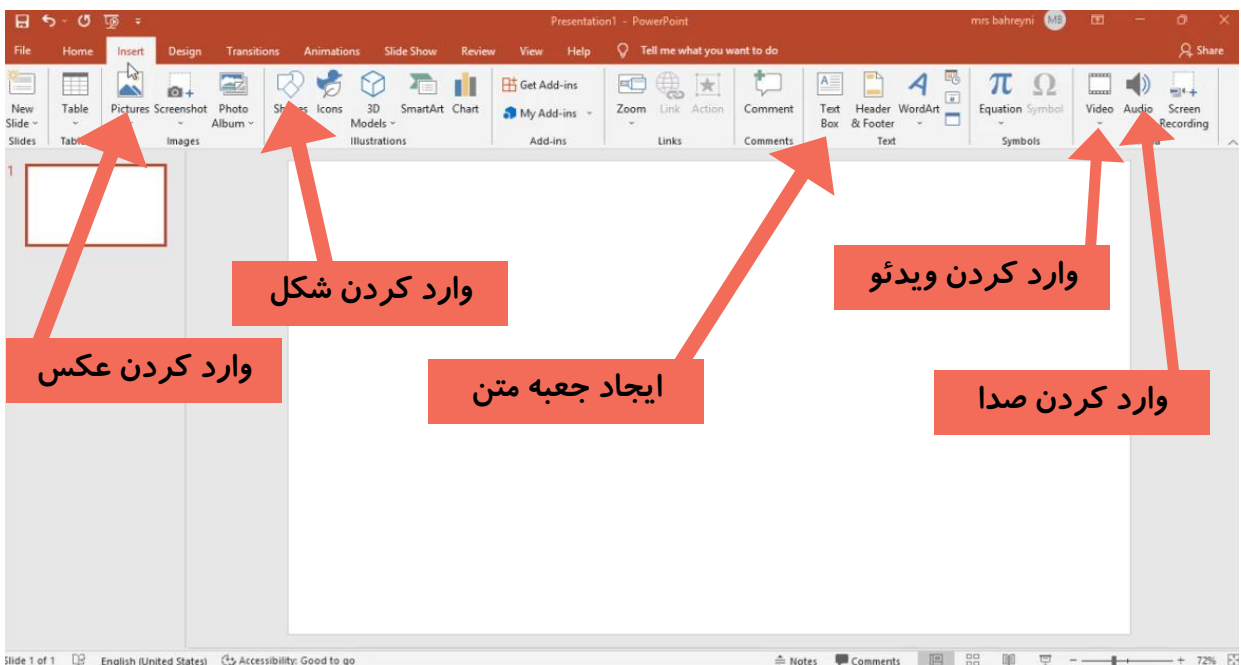 Presentation1 - PowerPoint
mrs bahreyni
MB
File Home Insert Design Transitions Animations Slide Show Review View Help Tell me what you want to do
Share
New Slide
Table
Pictures
Screenshot
Photo Album
Icons
3D Models
SmartArt
Chart
Get Add-ins
My Add-ins
Zoom
Link
Action
Comment
Text Box
Header & Footer
WordArt
Equation
Symbol
Video
Audio
Screen Recording
Slides
Images
Illustrations
Add-ins
Links
Comments
Text
Symbols
1
وارد کردن ویدئو
وارد کردن شکل
وارد کردن عکس
ایجاد جعبه متن
وارد کردن صدا
Slide 1 of 1
English (United States)
Accessibility: Good to go
Notes
Comments
72%